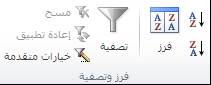 فرز
تصفية
مسح
إعادة تطبيق
خيارات متقدمة
فرز وتصفية